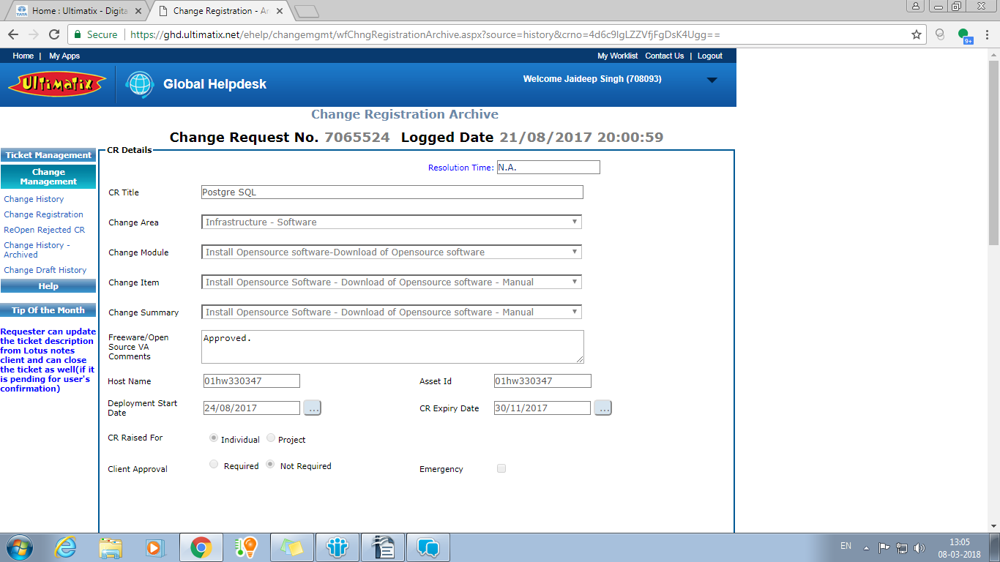 Home : Ultimatix - Digita
Change Registration - Ar
Secure | https://ghd.ultimatix.net/ehelp/changemgmt/wfChngRegistrationArchive.aspx?source=history&crno=4d6c9IgLZZVfjFgDsK4Ugg==
9+
Home | My Apps
My Worklist Contact Us | Logout
Ultimatix
Global Helpdesk
Welcome Jaideep Singh (708093)
Change Registration Archive
Change Request No. 7065524 Logged Date 21/08/2017 20:00:59
Ticket Management
Change
Management
Change History
Change Registration
ReOpen Rejected CR
Change History -
Archived
Change Draft History
Help
Tip Of the Month
Requester can update
the ticket description
from Lotus notes
client and can close
the ticket as well(if it
is pending for user's
confirmation)
CR Details
Resolution Time: N.A.
CR Title Postgre SQL
Change Area Infrastructure - Software
Change Module Install Opensource software-Download of Opensource software
Change Item Install Opensource Software - Download of Opensource software - Manual
Change Summary Install Opensource Software - Download of Opensource software - Manual
Freeware/Open
Source VA
Comments
Approved.
Host Name 01hw330347 Asset Id 01hw330347
Deployment Start
Date
24/08/2017 ... CR Expiry Date 30/11/2017 ...
CR Raised For Individual Project
Client Approval Required Not Required Emergency
EN
13:05
08-03-2018